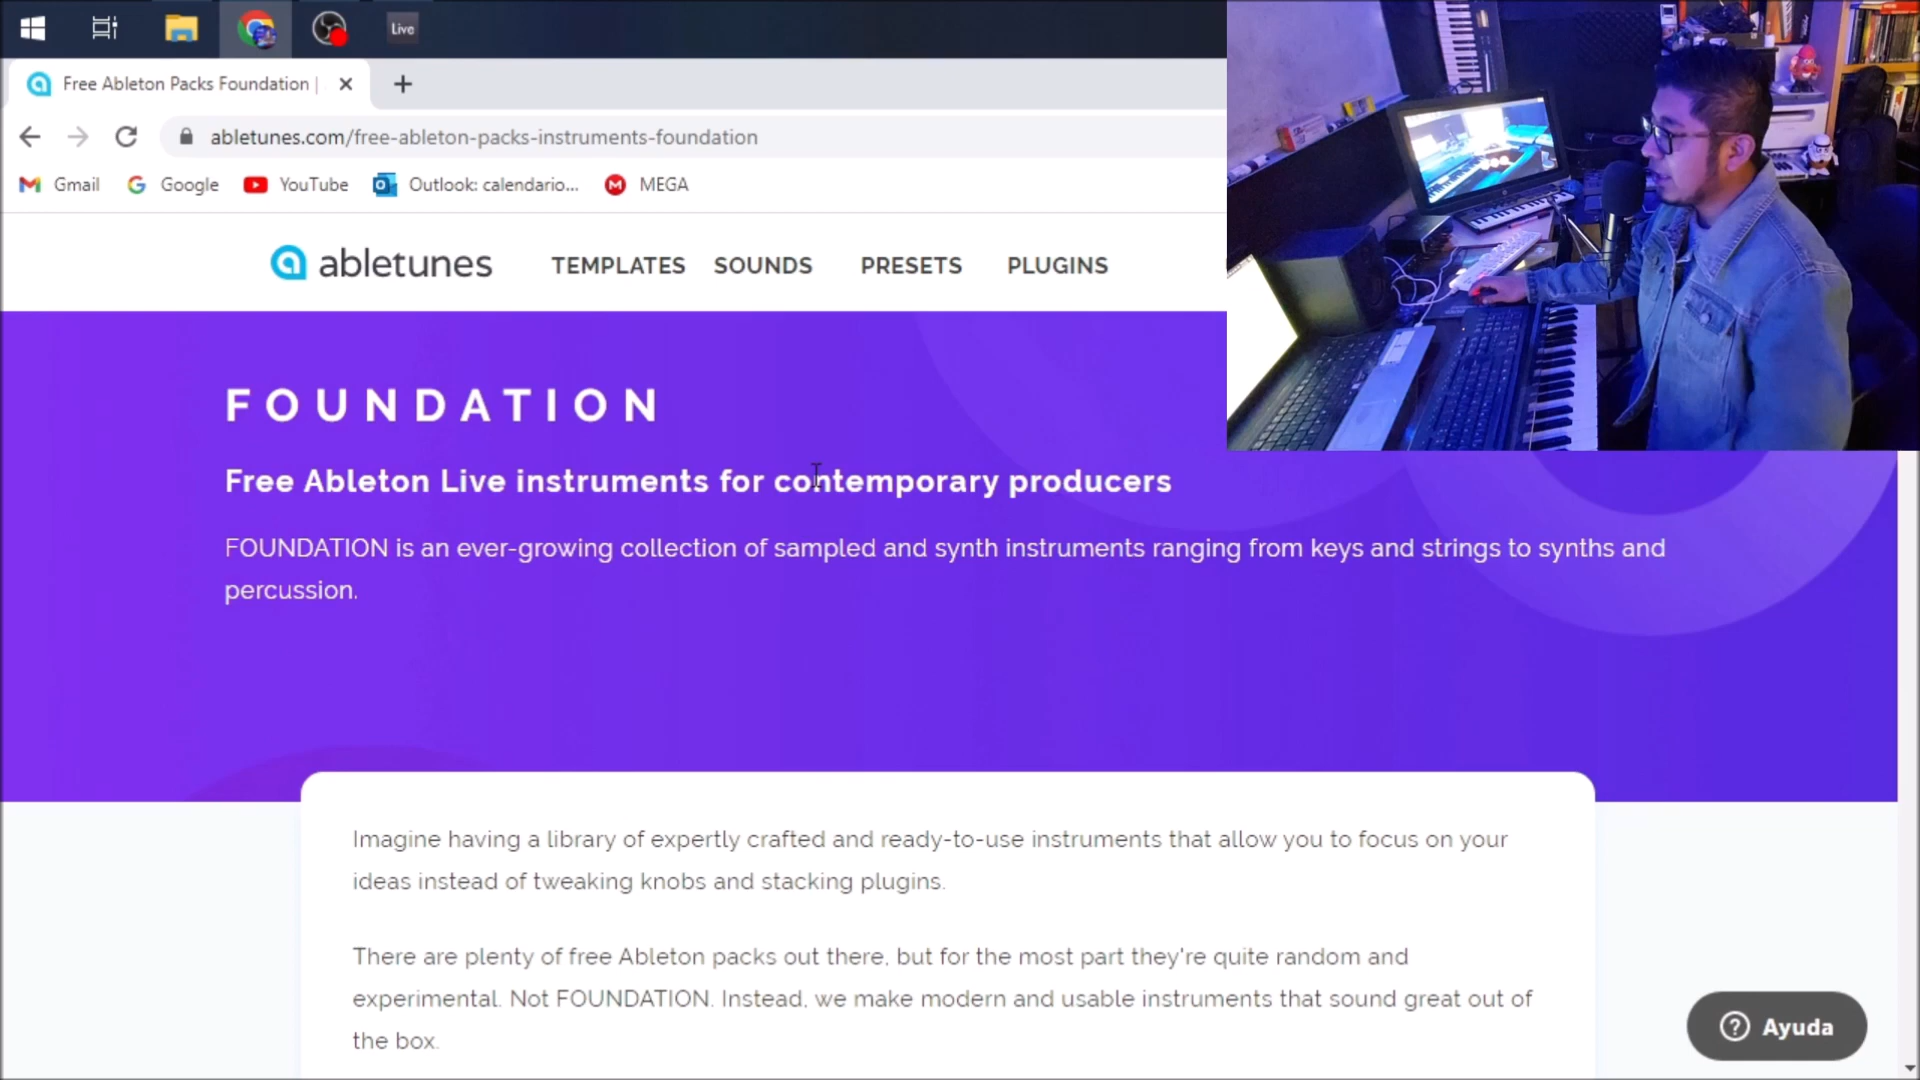 Live
Free Ableton Packs Foundation |
abletunes.com/free-ableton-packs-instruments-foundation
Gmail Google YouTube Outlook: calendario... MEGA
abletunes TEMPLATES SOUNDS PRESETS PLUGINS
FOUNDATION
Free Ableton Live instruments for contemporary producers
FOUNDATION is an ever-growing collection of sampled and synth instruments ranging from keys and strings to synths and
percussion.
Imagine having a library of expertly crafted and ready-to-use instruments that allow you to focus on your
ideas instead of tweaking knobs and stacking plugins.
There are plenty of free Ableton packs out there, but for the most part they're quite random and
experimental. Not FOUNDATION. Instead, we make modern and usable instruments that sound great out of
the box.
Ayuda